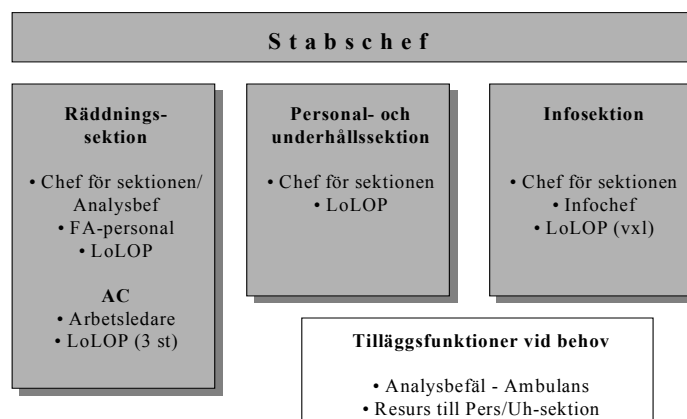 Stabschef
Räddnings-
sektion
• Chef för sektionen/
Analysbef
• FA-personal
• LoLOP
AC
• Arbetsledare
• LoLOP (3 st)
Personal- och
underhållssektion
• Chef för sektionen
• LoLOP
Infosektion
• Chef för sektionen
• Infochef
• LoLOP (vxl)
Tilläggsfunktioner vid behov
• Analysbefäl - Ambulans
• Resurs till Pers/Uh-sektion